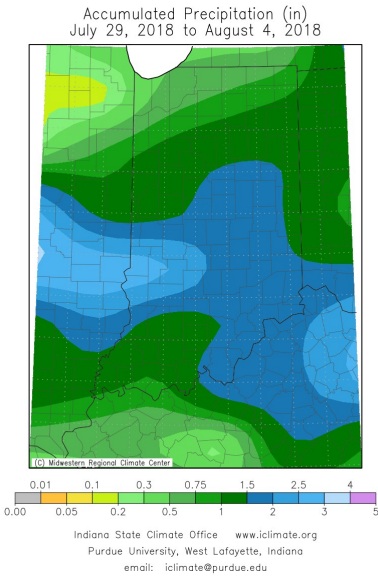 Accumulated Precipitation (in)
July 29, 2018 to August 4, 2018
(C) Midwestern Regional Climate Center
0.01 0.1 0.3 0.75 1.5 2.5 4
0.00 0.05 0.2 0.5 1 2 3 5
Indiana State Climate Office www.iclimate.org
Purdue University, West Lafayette, Indiana
email: iclimate@purdue.edu